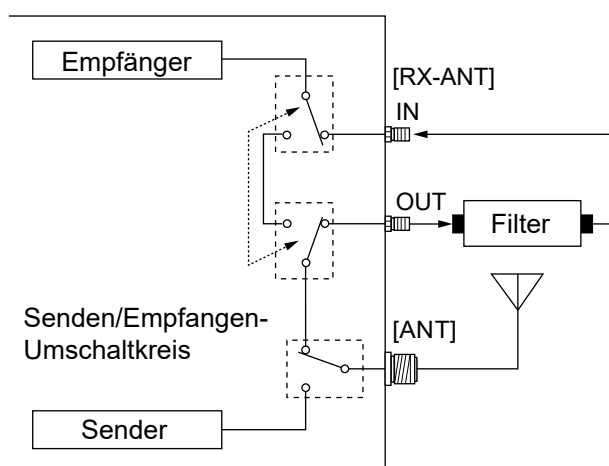 Empfänger
[RX-ANT]
IN
OUT
Filter
Senden/Empfangen-
Umschaltkreis
[ANT]
Sender